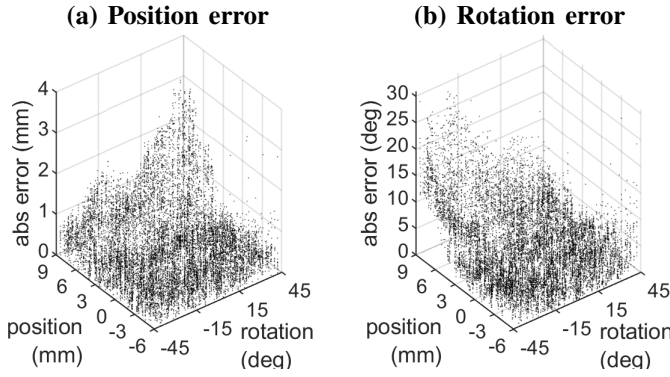 (a) Position error
(b) Rotation error
4
3
2
1
0
abs error (mm)
9
6
3
0
-3
-6
position
(mm)
-45
-15
15
45
rotation
(deg)
30
25
20
15
10
5
0
abs error (deg)
9
6
3
0
-3
-6
position
(mm)
-45
-15
15
45
rotation
(deg)